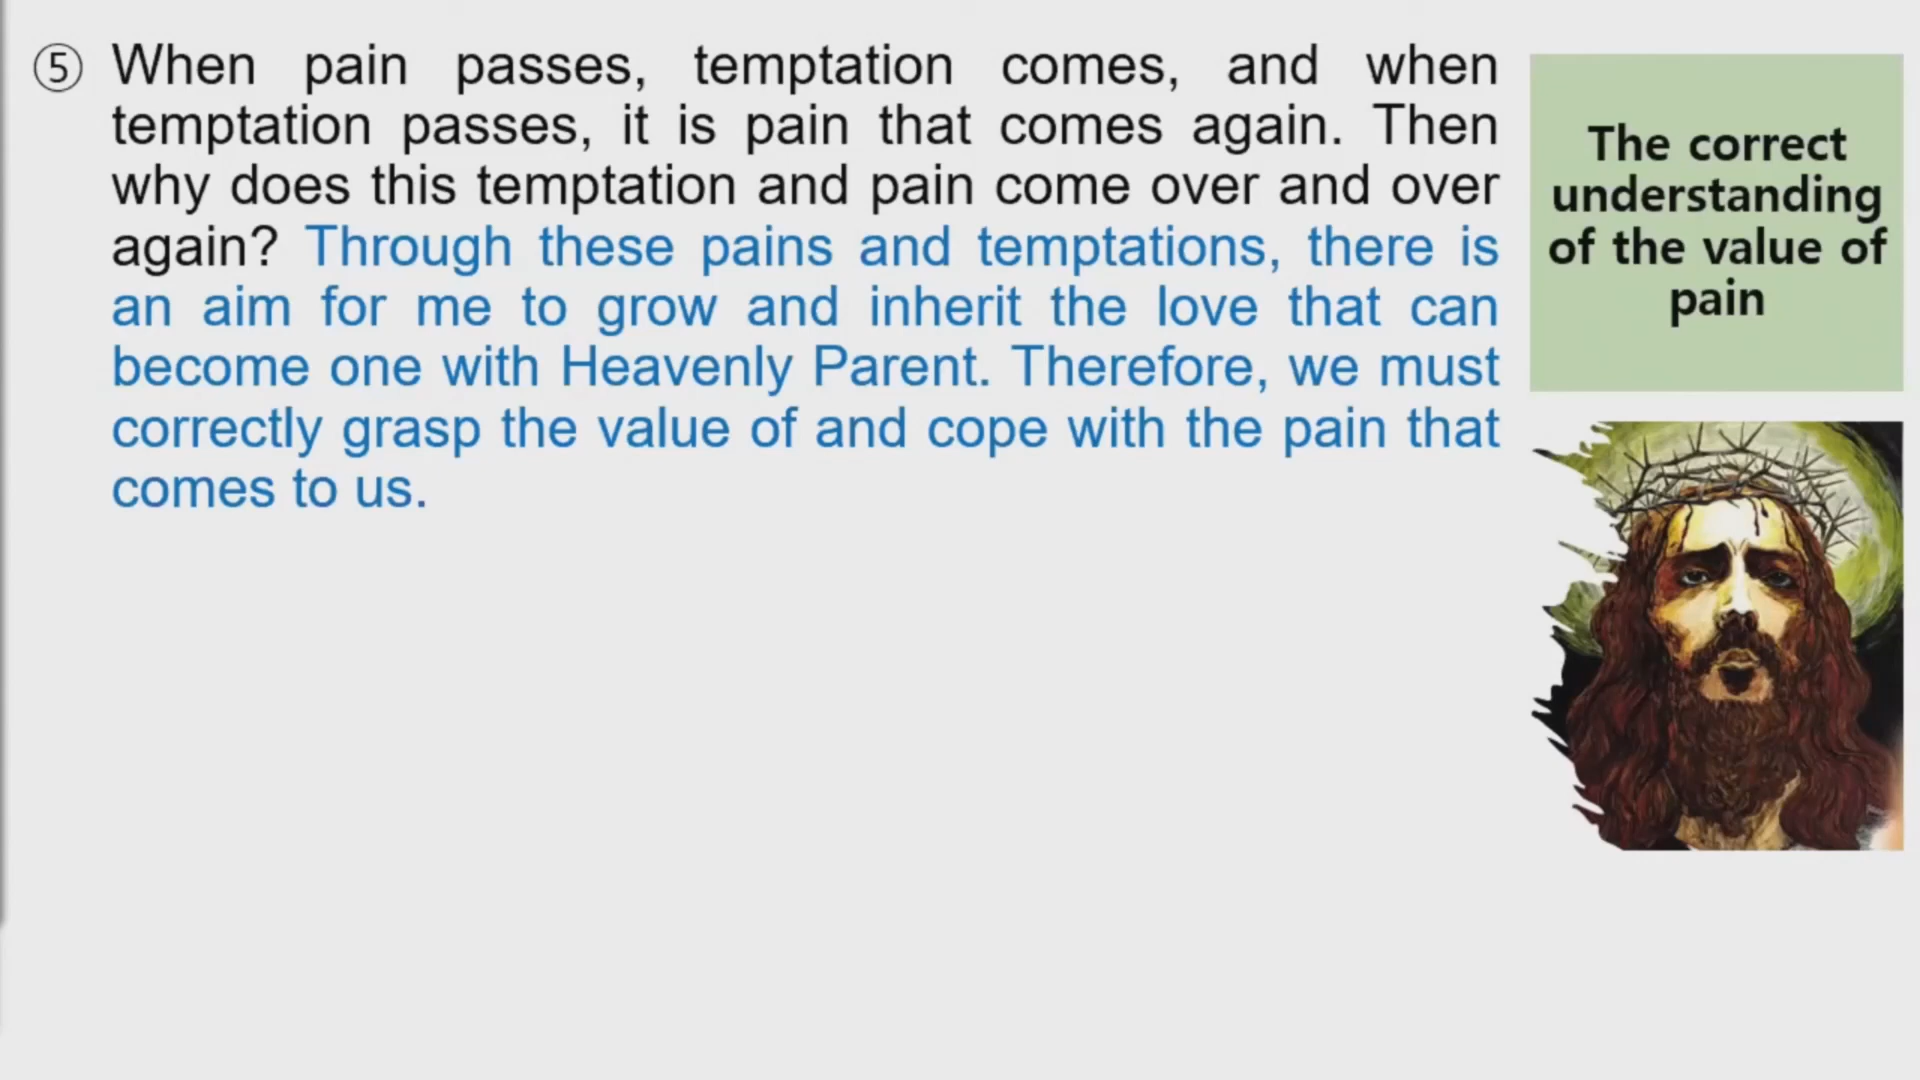 ⑤ When pain passes, temptation comes, and when
temptation passes, it is pain that comes again. Then
why does this temptation and pain come over and over
again? Through these pains and temptations, there is
an aim for me to grow and inherit the love that can
become one with Heavenly Parent. Therefore, we must
correctly grasp the value of and cope with the pain that
comes to us.
The correct
understanding
of the value of
pain